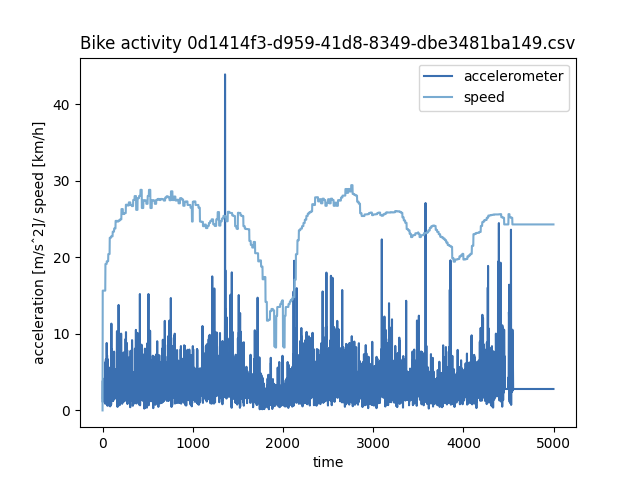 Bike activity 0d1414f3-d959-41d8-8349-dbe3481ba149.csv
accelerometer
speed
acceleration [m/s^2]/ speed [km/h]
40
30
20
10
0
0 1000 2000 3000 4000 5000
time